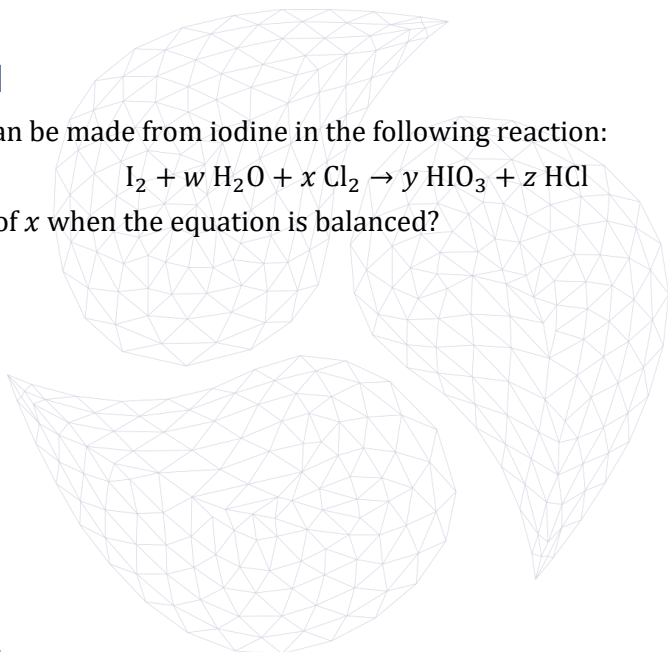 an be made from iodine in the following reaction:
I₂ + w H₂O + x Cl₂ → y HIO₃ + z HCl
of x when the equation is balanced?